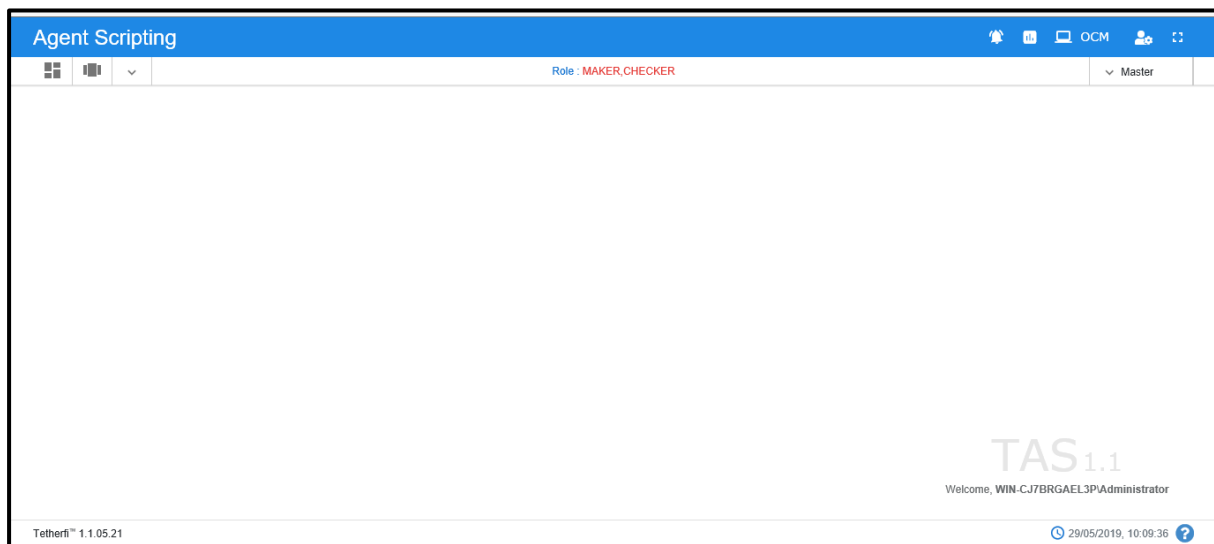 Agent Scripting
OCM
Role : MAKER,CHECKER
Master
TAS 1.1
Welcome, WIN-CJ7BRGAEL3P\Administrator
Tetherfi™ 1.1.05.21
29/05/2019, 10:09:36 ?